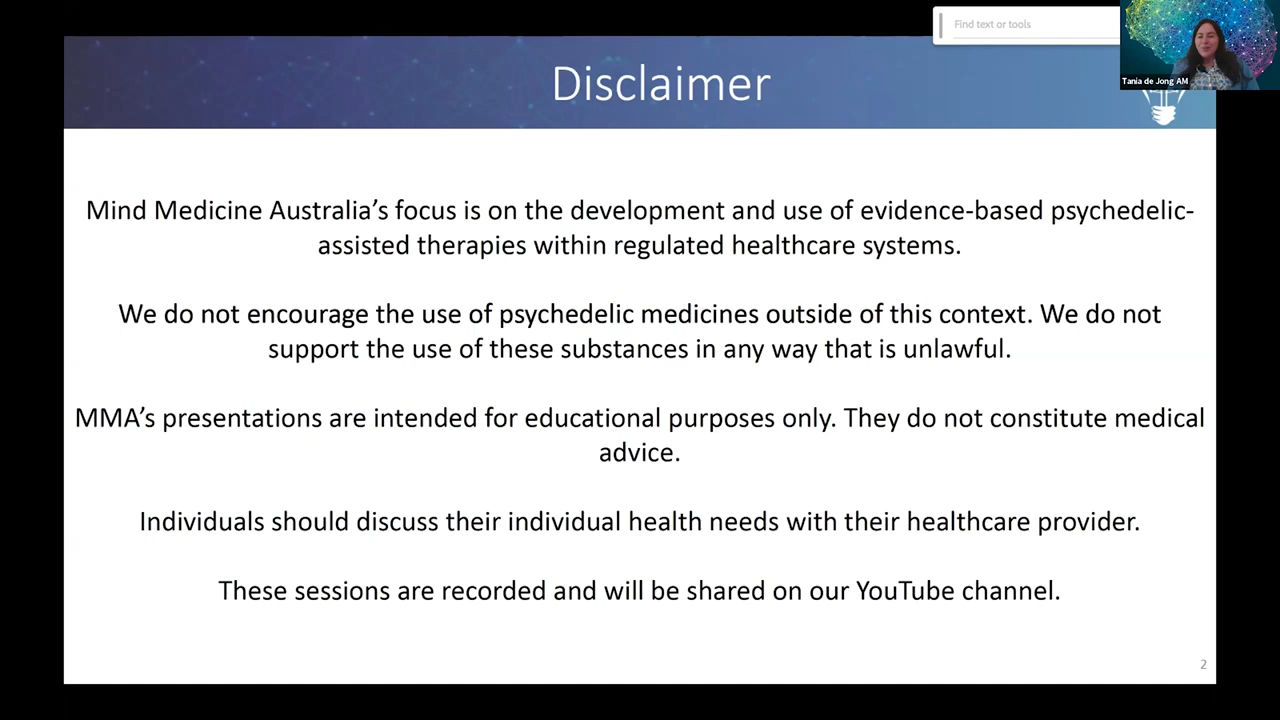 Find text or tools
Tania de Jong AM
Disclaimer
Mind Medicine Australia’s focus is on the development and use of evidence-based psychedelic-
assisted therapies within regulated healthcare systems.
We do not encourage the use of psychedelic medicines outside of this context. We do not
support the use of these substances in any way that is unlawful.
MMA’s presentations are intended for educational purposes only. They do not constitute medical
advice.
Individuals should discuss their individual health needs with their healthcare provider.
These sessions are recorded and will be shared on our YouTube channel.
2